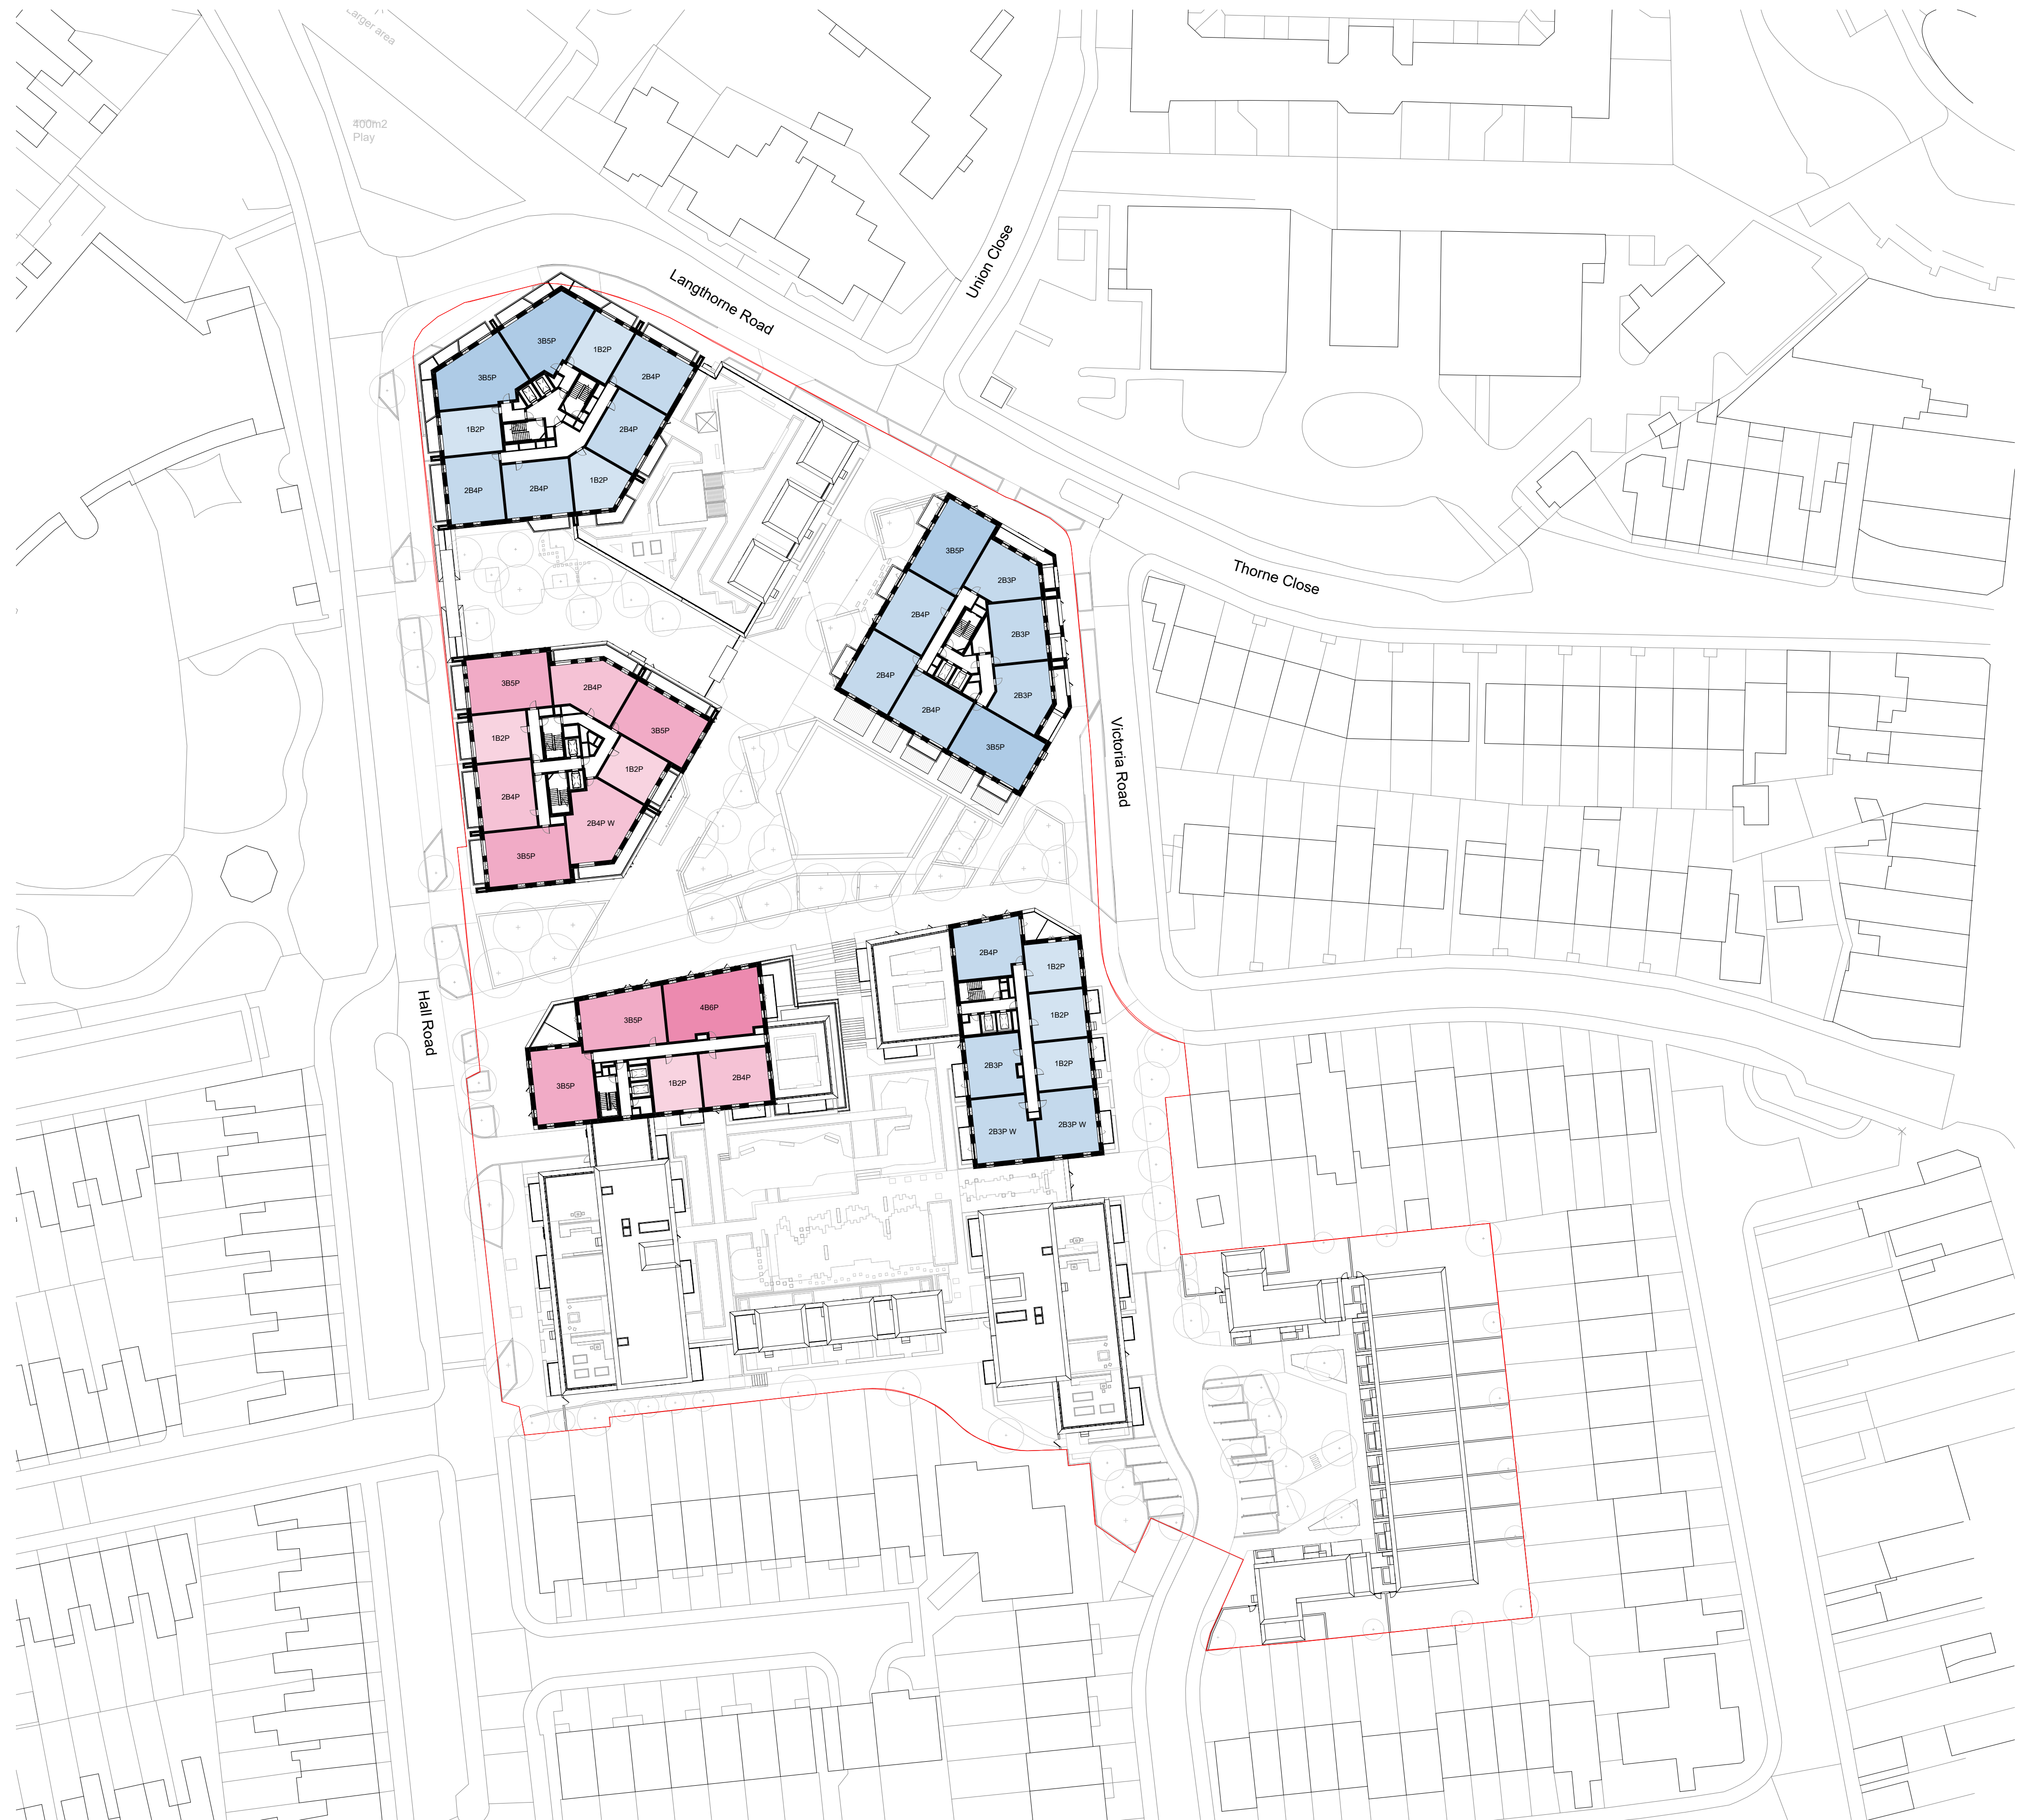 Larger area
400m2
Play
Langthorne Road
Union Close
3B5P
1B2P
3B5P
2B4P
1B2P
2B4P
2B4P
2B4P
1B2P
3B5P
2B3P
2B4P
2B3P
2B4P
2B3P
2B4P
3B5P
Thorne Close
Victoria Road
3B5P
2B4P
3B5P
1B2P
1B2P
2B4P
2B4P W
3B5P
Hall Road
3B5P
4B6P
3B5P
1B2P
2B4P
2B4P
1B2P
1B2P
2B3P
1B2P
2B3P W
2B3P W